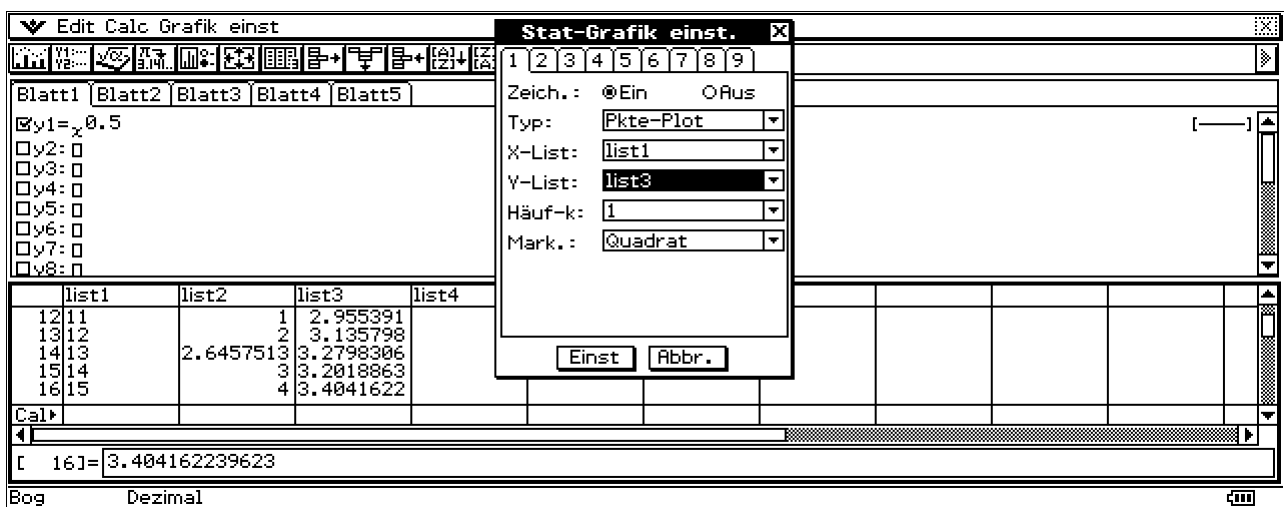 Edit Calc Grafik einst
Stat-Grafik einst.
1 2 3 4 5 6 7 8 9
Blatt1 Blatt2 Blatt3 Blatt4 Blatt5
Zeich.: Ein Aus
y1=x^0.5
Typ: Pkte-Plot
y2:
X-List: list1
y3:
Y-List: list3
y4:
y5:
Häuf-k: 1
y6:
y7:
Mark.: Quadrat
y8:
list1 list2 list3 list4
12 11 1 2.955391
13 12 2 3.135798
14 13 2.6457513 3.2798306
15 14 3 3.2018863
16 15 4 3.4041622
Einst Abbr.
Cal
[ 16]= 3.404162239623
Bog Dezimal